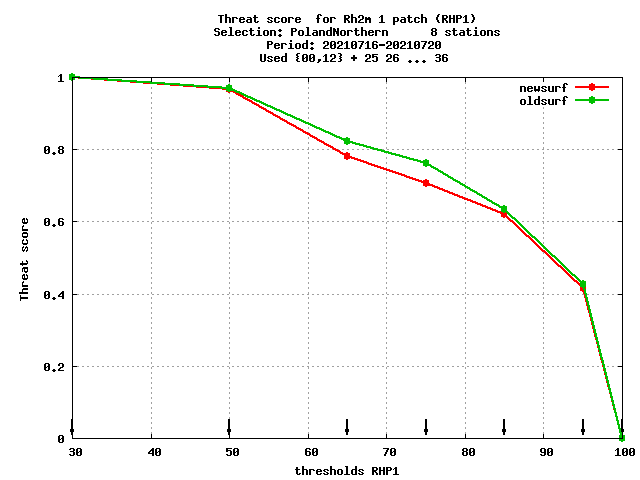 Threat score  for Rh2m 1 patch (RHP1)
Selection: PolandNorthern      8 stations
Period: 20210716-20210720
Used {00,12} + 25 26 ... 36
newsurf
oldsurf
Threat score
1
0.8
0.6
0.4
0.2
0
30 40 50 60 70 80 90 100
thresholds RHP1